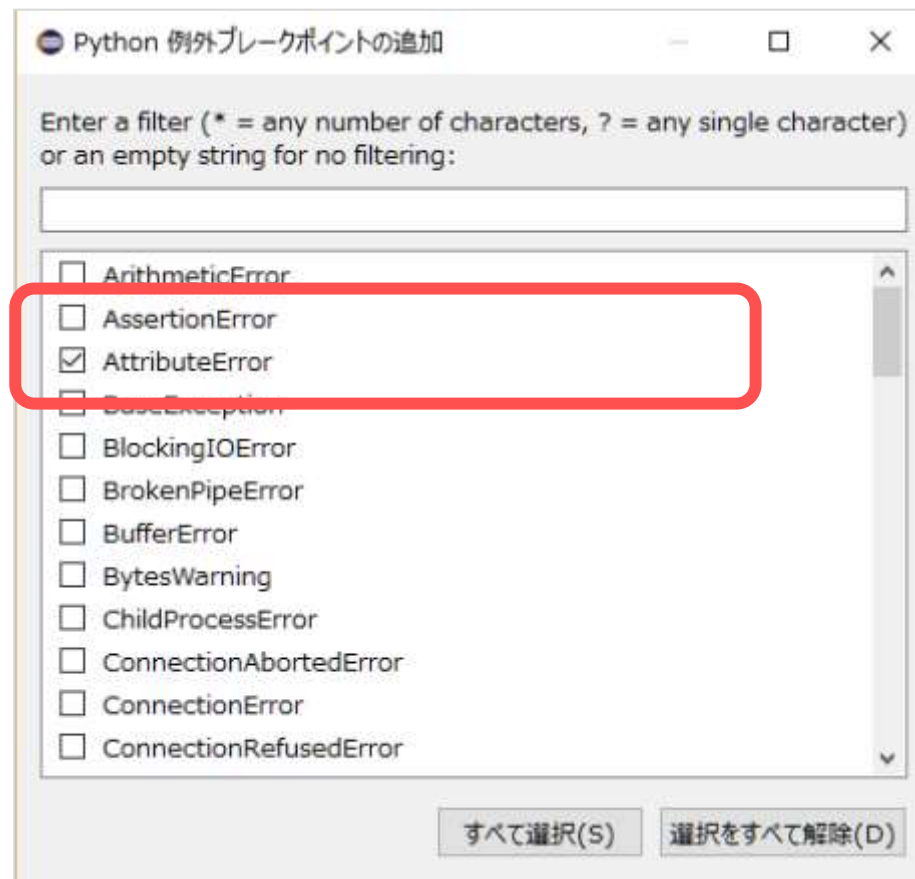 Python 例外ブレークポイントの追加
Enter a filter (* = any number of characters, ? = any single character)
or an empty string for no filtering:
ArithmeticError
AssertionError
AttributeError
BaseException
BlockingIOError
BrokenPipeError
BufferError
BytesWarning
ChildProcessError
ConnectionAbortedError
ConnectionError
ConnectionRefusedError
すべて選択(S) 選択をすべて解除(D)